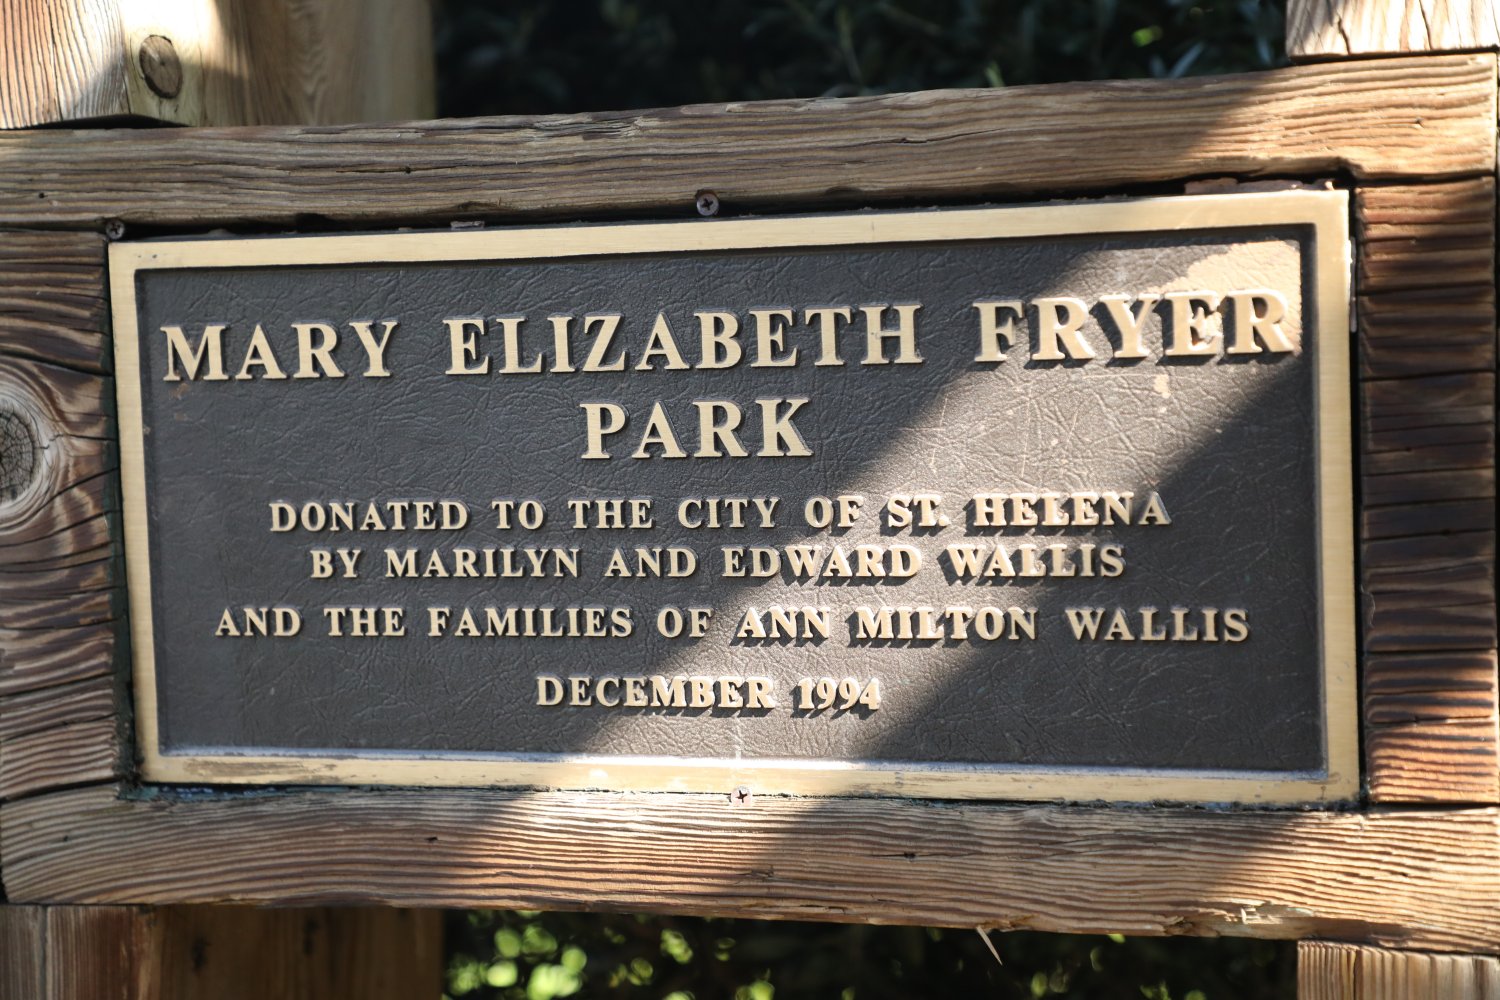 MARY ELIZABETH FRYER
PARK
DONATED TO THE CITY OF ST. HELENA
BY MARILYN AND EDWARD WALLIS
AND THE FAMILIES OF ANN MILTON WALLIS
DECEMBER 1994